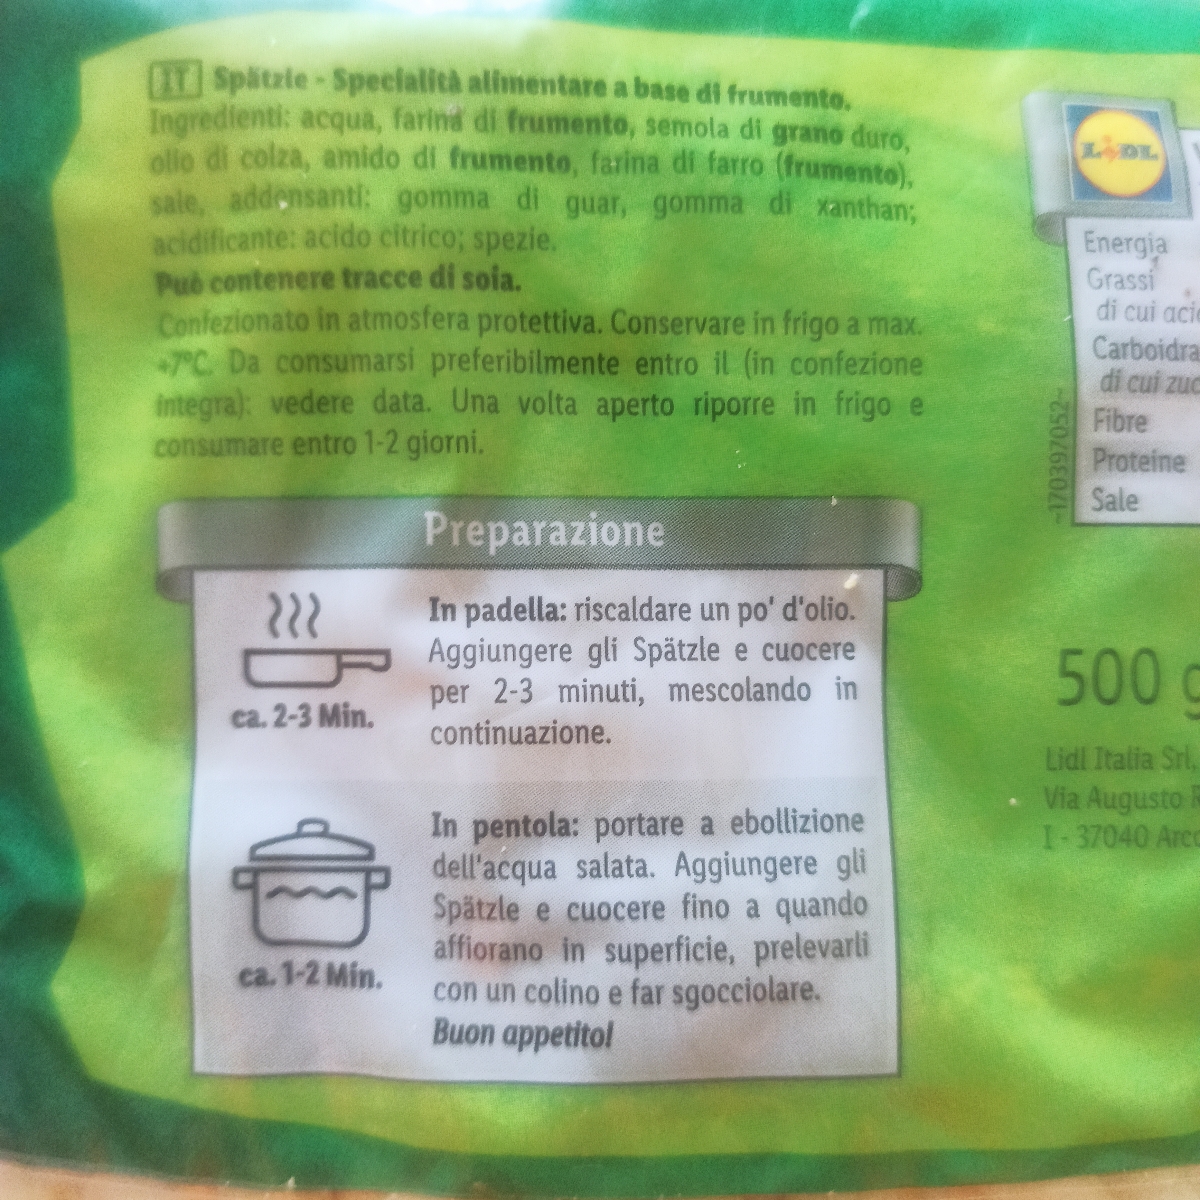 IT Spätzle - Specialità alimentare a base di frumento.
Ingredienti: acqua, farina di frumento, semola di grano duro,
olio di colza, amido di frumento, farina di farro (frumento),
sale, addensanti: gomma di guar, gomma di xanthan;
acidificante: acido citrico; spezie.
Può contenere tracce di soia.
Confezionato in atmosfera protettiva. Conservare in frigo a max.
+7°C. Da consumarsi preferibilmente entro il (in confezione
integra): vedere data. Una volta aperto riporre in frigo e
consumare entro 1-2 giorni.
Preparazione
ca. 2-3 Min.
In padella: riscaldare un po' d'olio.
Aggiungere gli Spätzle e cuocere
per 2-3 minuti, mescolando in
continuazione.
ca. 1-2 Min.
In pentola: portare a ebollizione
dell'acqua salata. Aggiungere gli
Spätzle e cuocere fino a quando
affiorano in superficie, prelevarli
con un colino e far sgocciolare.
Buon appetito!
LIDL
Energia
Grassi
di cui
Fibre
Proteine
Sale
-170397052-
500 g
Lidl Italia Srl,
Via Augusto
I - 37040